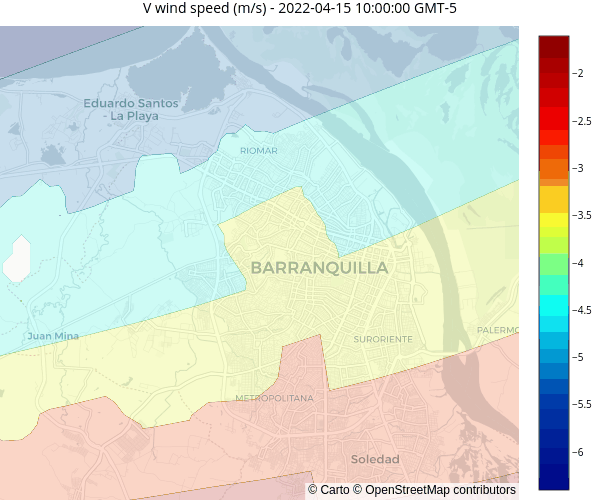 V wind speed (m/s) - 2022-04-15 10:00:00 GMT-5
Eduardo Santos
- La Playa
RIOMAR
BARRANQUILLA
Juan Mina
SURORIENTE
PALERMO
METROPOLITANA
Soledad
© Carto © OpenStreetMap contributors
−2
−2.5
−3
−3.5
−4
−4.5
−5
−5.5
−6